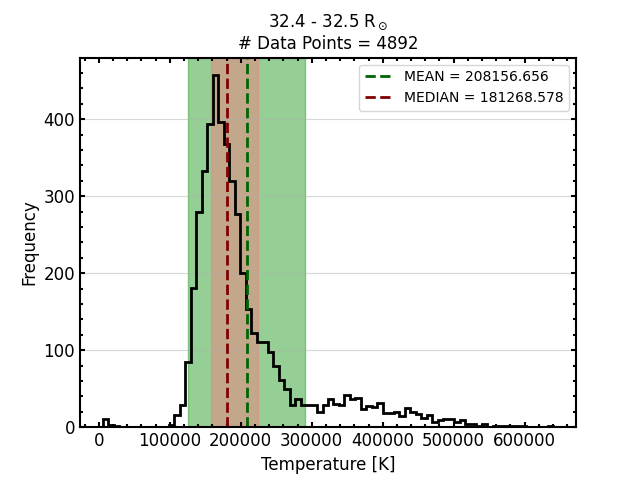 32.4 - 32.5 R☉
# Data Points = 4892
MEAN = 208156.656
MEDIAN = 181268.578
Frequency
400
300
200
100
0
0 100000 200000 300000 400000 500000 600000
Temperature [K]